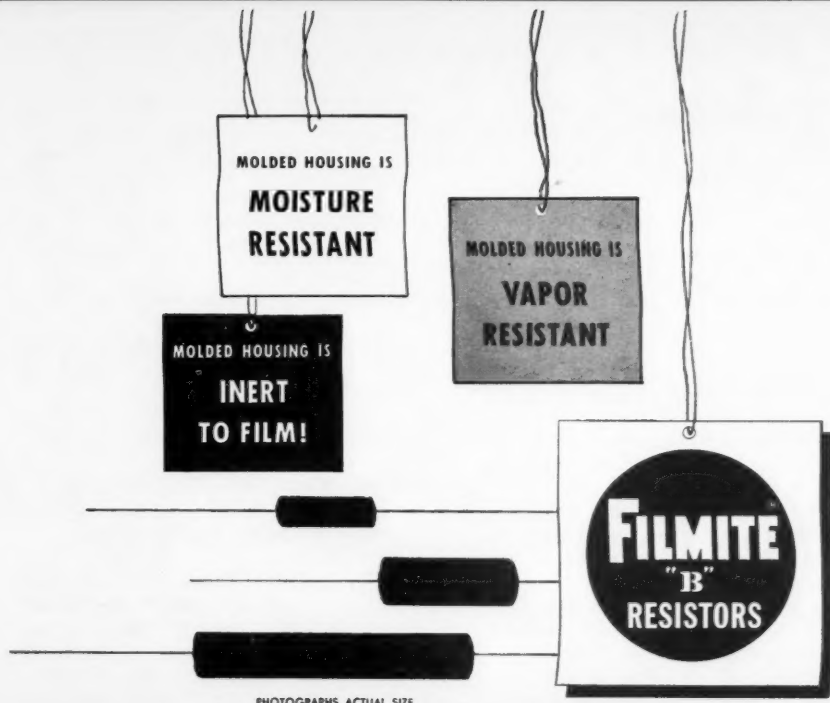 MOLDED HOUSING IS
MOISTURE
RESISTANT
MOLDED HOUSING IS
VAPOR
RESISTANT
MOLDED HOUSING IS
INERT
TO FILM!
FILMITE®
"B"
RESISTORS
PHOTOGRAPHS ACTUAL SIZE